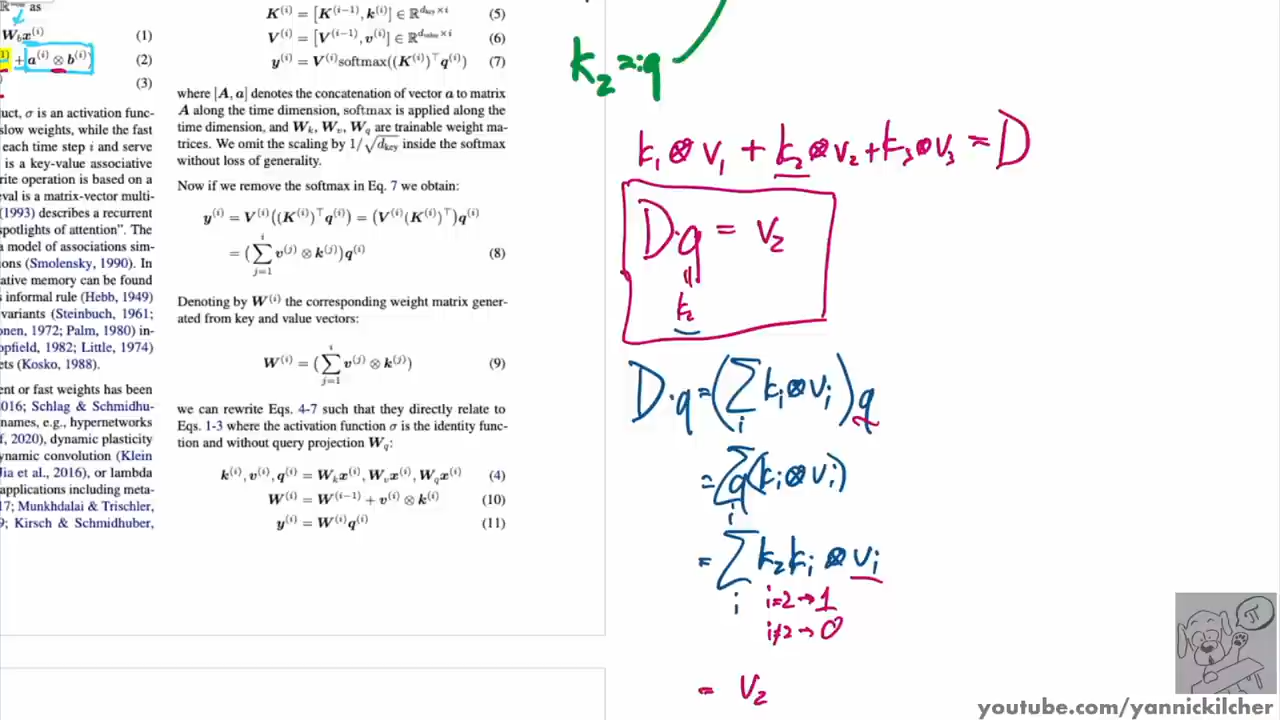 as
W_b x^(i) (1)
+ a^(i) ⊗ b^(i) (2)
(3)
uct, σ is an activation func-
slow weights, while the fast
each time step i and serve
is a key-value associative
rite operation is based on a
eval is a matrix-vector multi-
(1993) describes a recurrent
spotlights of attention”. The
a model of associations sim-
ons (Smolensky, 1990). In
ative memory can be found
s informal rule (Hebb, 1949)
variants (Steinbuch, 1961;
onen, 1972; Palm, 1980) in-
opfield, 1982; Little, 1974)
ets (Kosko, 1988).
ent or fast weights has been
016; Schlag & Schmidhu-
names, e.g., hypernetworks
f, 2020), dynamic plasticity
ynamic convolution (Klein
Jia et al., 2016), or lambda
applications including meta-
17; Munkhdalai & Trischler,
9; Kirsch & Schmidhuber,
K^(i) = [K^(i−1), k^(i)] ∈ ℝ^{d_key×i} (5)
V^(i) = [V^(i−1), v^(i)] ∈ ℝ^{d_value×i} (6)
y^(i) = V^(i)softmax((K^(i))^⊤ q^(i)) (7)
where [A, a] denotes the concatenation of vector a to matrix
A along the time dimension, softmax is applied along the
time dimension, and W_k, W_v, W_q are trainable weight ma-
trices. We omit the scaling by 1/√d_key inside the softmax
without loss of generality.
Now if we remove the softmax in Eq. 7 we obtain:
y^(i) = V^(i)((K^(i))^⊤ q^(i)) = (V^(i)(K^(i))^⊤)q^(i)
= (∑_{j=1}^{i} v^(j) ⊗ k^(j))q^(i) (8)
Denoting by W^(i) the corresponding weight matrix gener-
ated from key and value vectors:
W^(i) = (∑_{j=1}^{i} v^(j) ⊗ k^(j)) (9)
we can rewrite Eqs. 4-7 such that they directly relate to
Eqs. 1-3 where the activation function σ is the identity func-
tion and without query projection W_q:
k^(i), v^(i), q^(i) = W_k x^(i), W_v x^(i), W_q x^(i) (4)
W^(i) = W^(i−1) + v^(i) ⊗ k^(i) (10)
y^(i) = W^(i) q^(i) (11)
k_2 =: q
k_1 ⊗ v_1 + k_2 ⊗ v_2 + k_3 ⊗ v_3 = D
D·q = v_2
||
k_2
D·q = (∑_i k_i ⊗ v_i) q
= ∑_i q(k_i ⊗ v_i)
= ∑_i k_2 k_i ⊗ v_i
i=2 → 1
i≠2 → 0
= v_2
π
youtube.com/yannickilcher